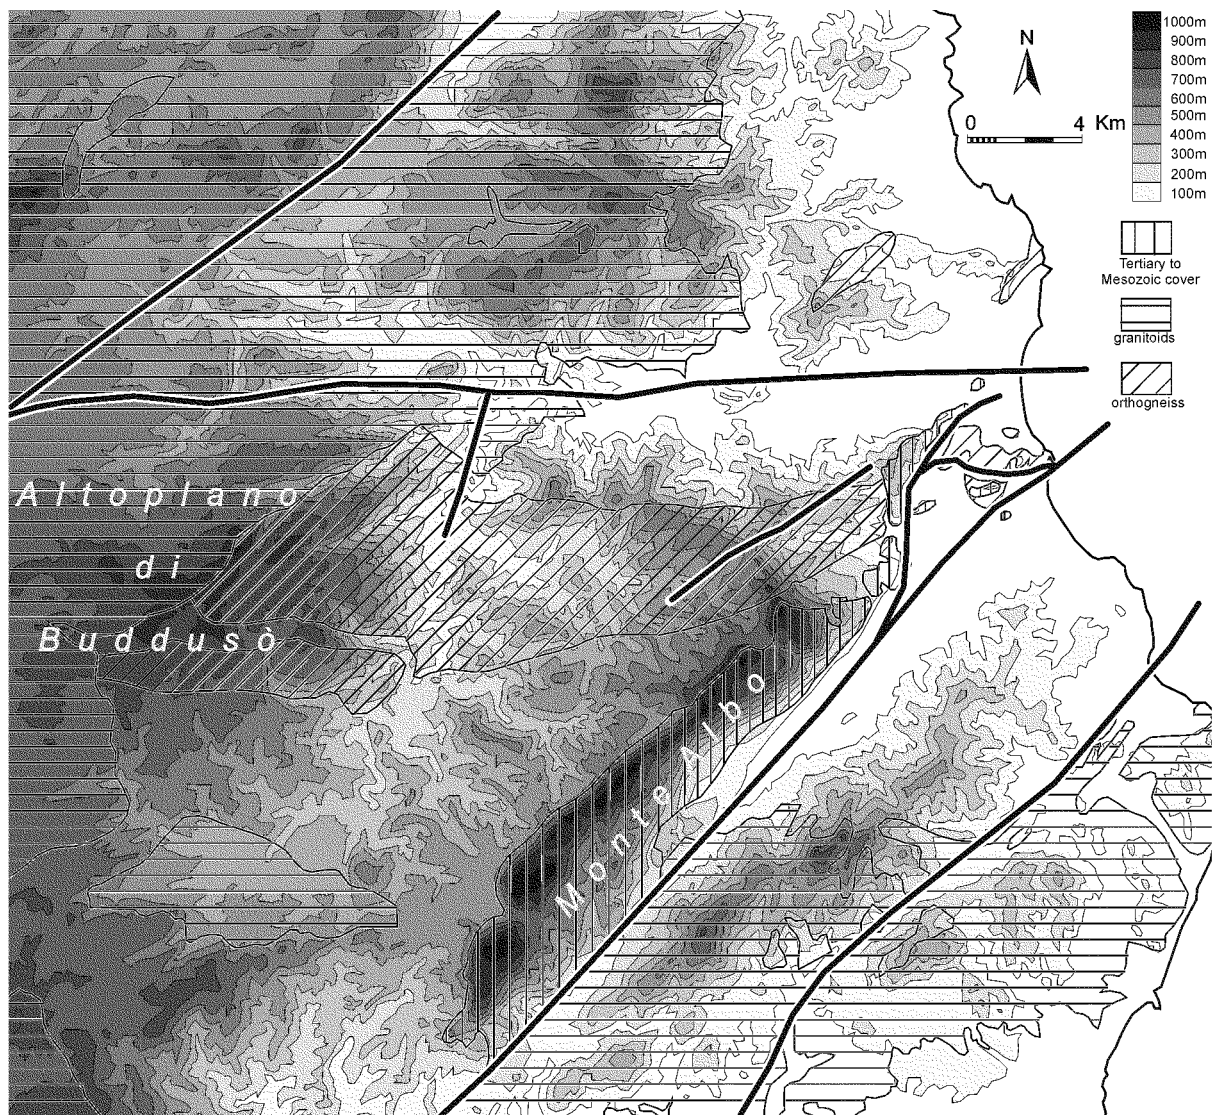 1000m
900m
800m
700m
600m
500m
400m
300m
200m
100m
N
0 4 Km
Tertiary to
Mesozoic cover
granitoids
orthogneiss
Altoplano
di
Buddusò
Monte Albo